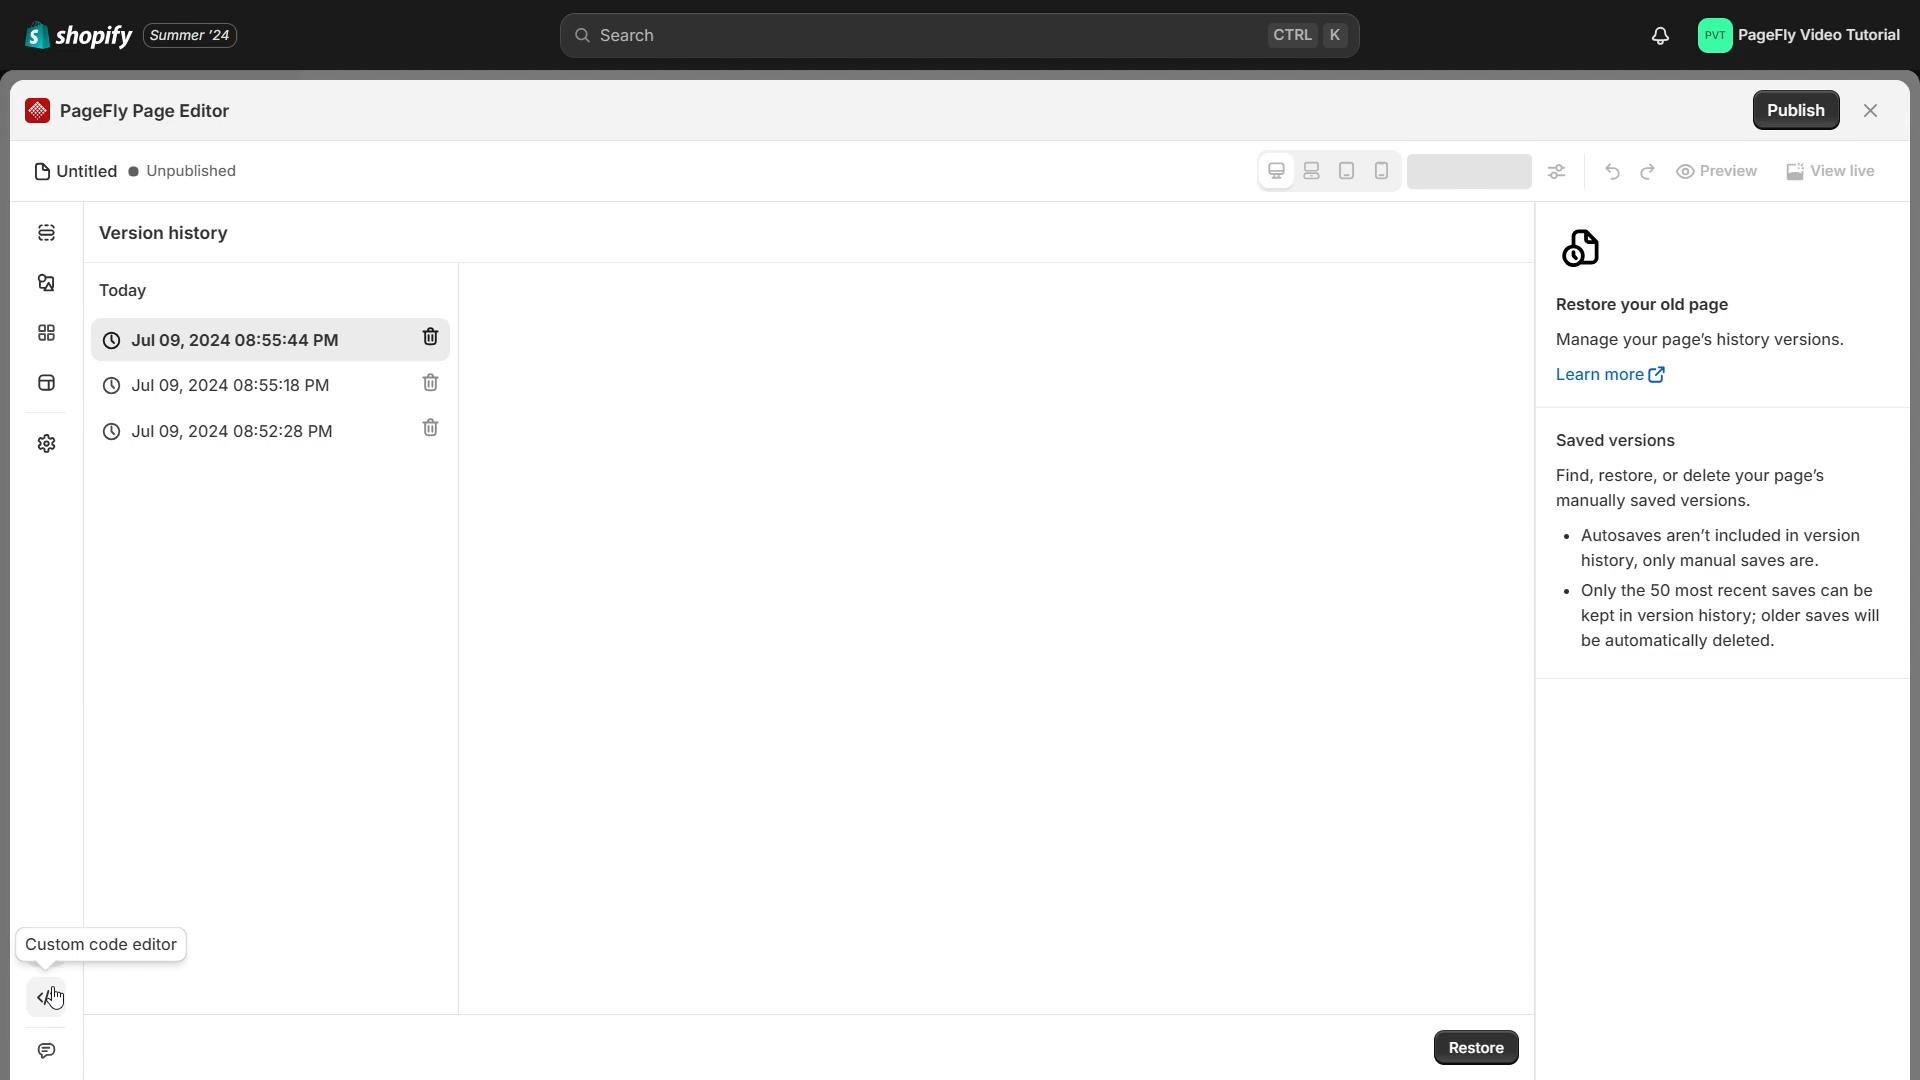 shopify
Summer '24
Search
CTRL K
PVT
PageFly Video Tutorial
PageFly Page Editor
Publish
Untitled
Unpublished
Preview
View live
Version history
Today
Jul 09, 2024 08:55:44 PM
Jul 09, 2024 08:55:18 PM
Jul 09, 2024 08:52:28 PM
Custom code editor
Restore
Restore your old page
Manage your page’s history versions.
Learn more
Saved versions
Find, restore, or delete your page’s
manually saved versions.
• Autosaves aren’t included in version
history, only manual saves are.
• Only the 50 most recent saves can be
kept in version history; older saves will
be automatically deleted.